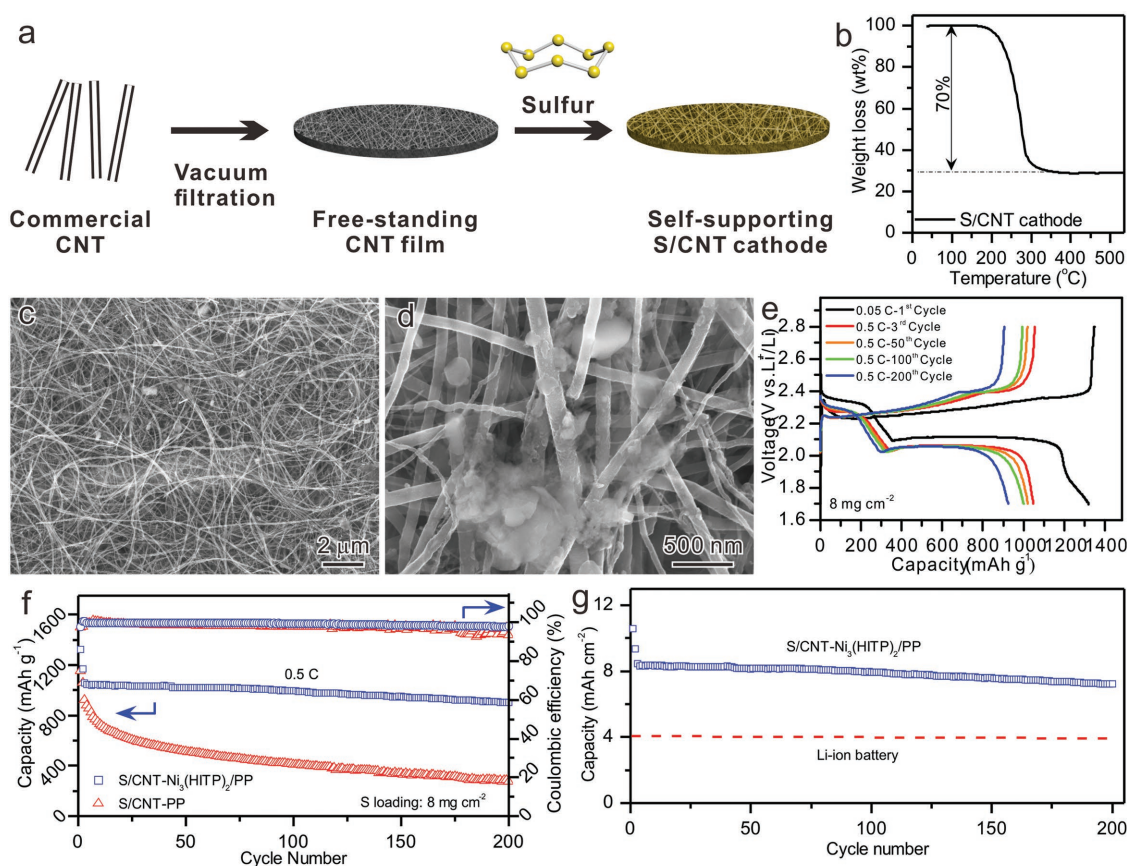 a
Sulfur
Vacuum
filtration
Commercial
CNT
Free-standing
CNT film
Self-supporting
S/CNT cathode
b
100
80
60
40
20
0
Weight loss (wt%)
70%
S/CNT cathode
0 100 200 300 400 500
Temperature (°C)
c
2 μm
d
500 nm
e
0.05 C-1st Cycle
0.5 C-3rd Cycle
0.5 C-50th Cycle
0.5 C-100th Cycle
0.5 C-200th Cycle
2.8
2.6
2.4
2.2
2.0
1.8
1.6
Voltage(V vs.Li+/Li)
8 mg cm-2
0 200 400 600 800 1000 1200 1400
Capacity(mAh g-1)
f
1600
1200
800
400
0
Capacity (mAh g-1)
0.5 C
S/CNT-Ni3(HITP)2/PP
S/CNT-PP
S loading: 8 mg cm-2
100
80
60
40
20
0
Coulombic efficiency (%)
0 50 100 150 200
Cycle Number
g
12
8
4
0
Capacity (mAh cm-2)
S/CNT-Ni3(HITP)2/PP
Li-ion battery
0 50 100 150 200
Cycle number